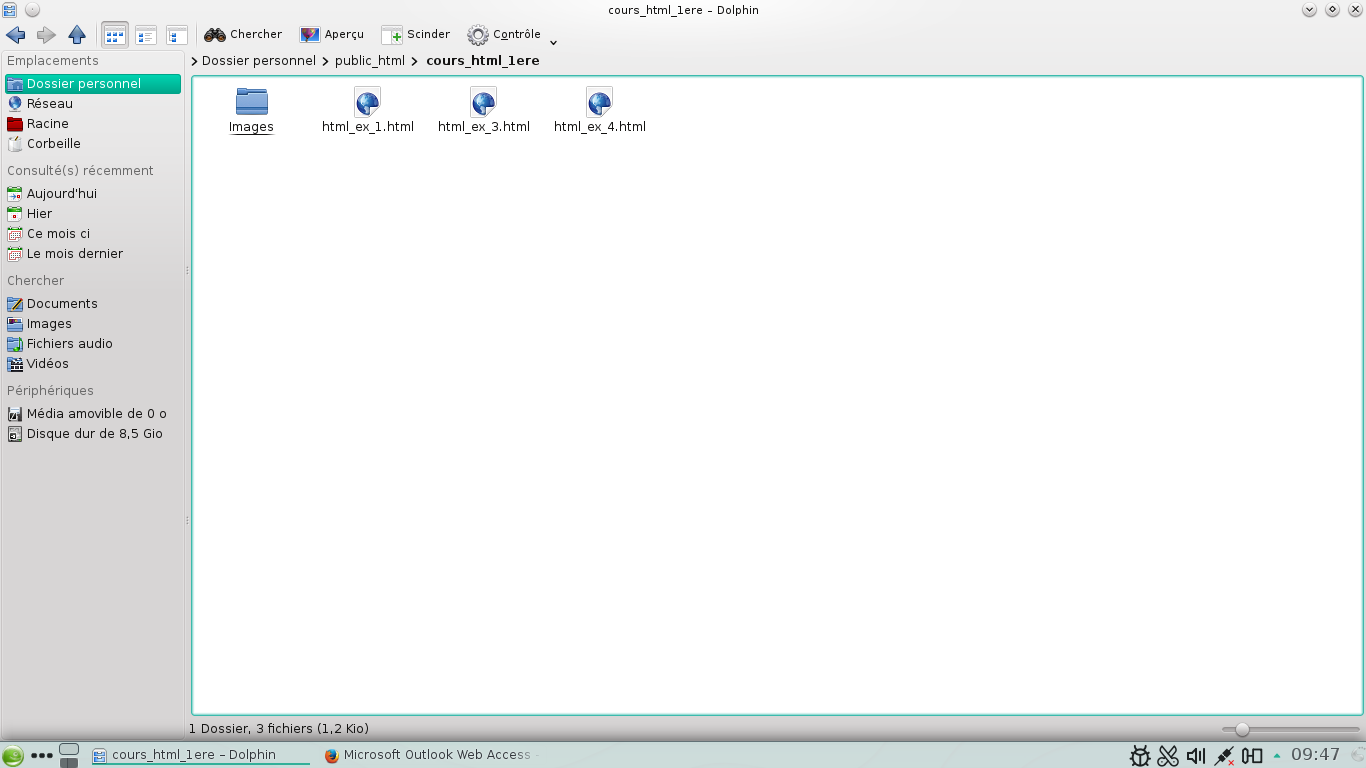 cours_html_1ere – Dolphin
Chercher Aperçu Scinder Contrôle
Emplacements
Dossier personnel
Réseau
Racine
Corbeille
Consulté(s) récemment
Aujourd'hui
Hier
Ce mois ci
Le mois dernier
Chercher
Documents
Images
Fichiers audio
Vidéos
Périphériques
Média amovible de 0 o
Disque dur de 8,5 Gio
Dossier personnel public_html cours_html_1ere
Images html_ex_1.html html_ex_3.html html_ex_4.html
1 Dossier, 3 fichiers (1,2 Kio)
cours_html_1ere – Dolphin Microsoft Outlook Web Access 09:47